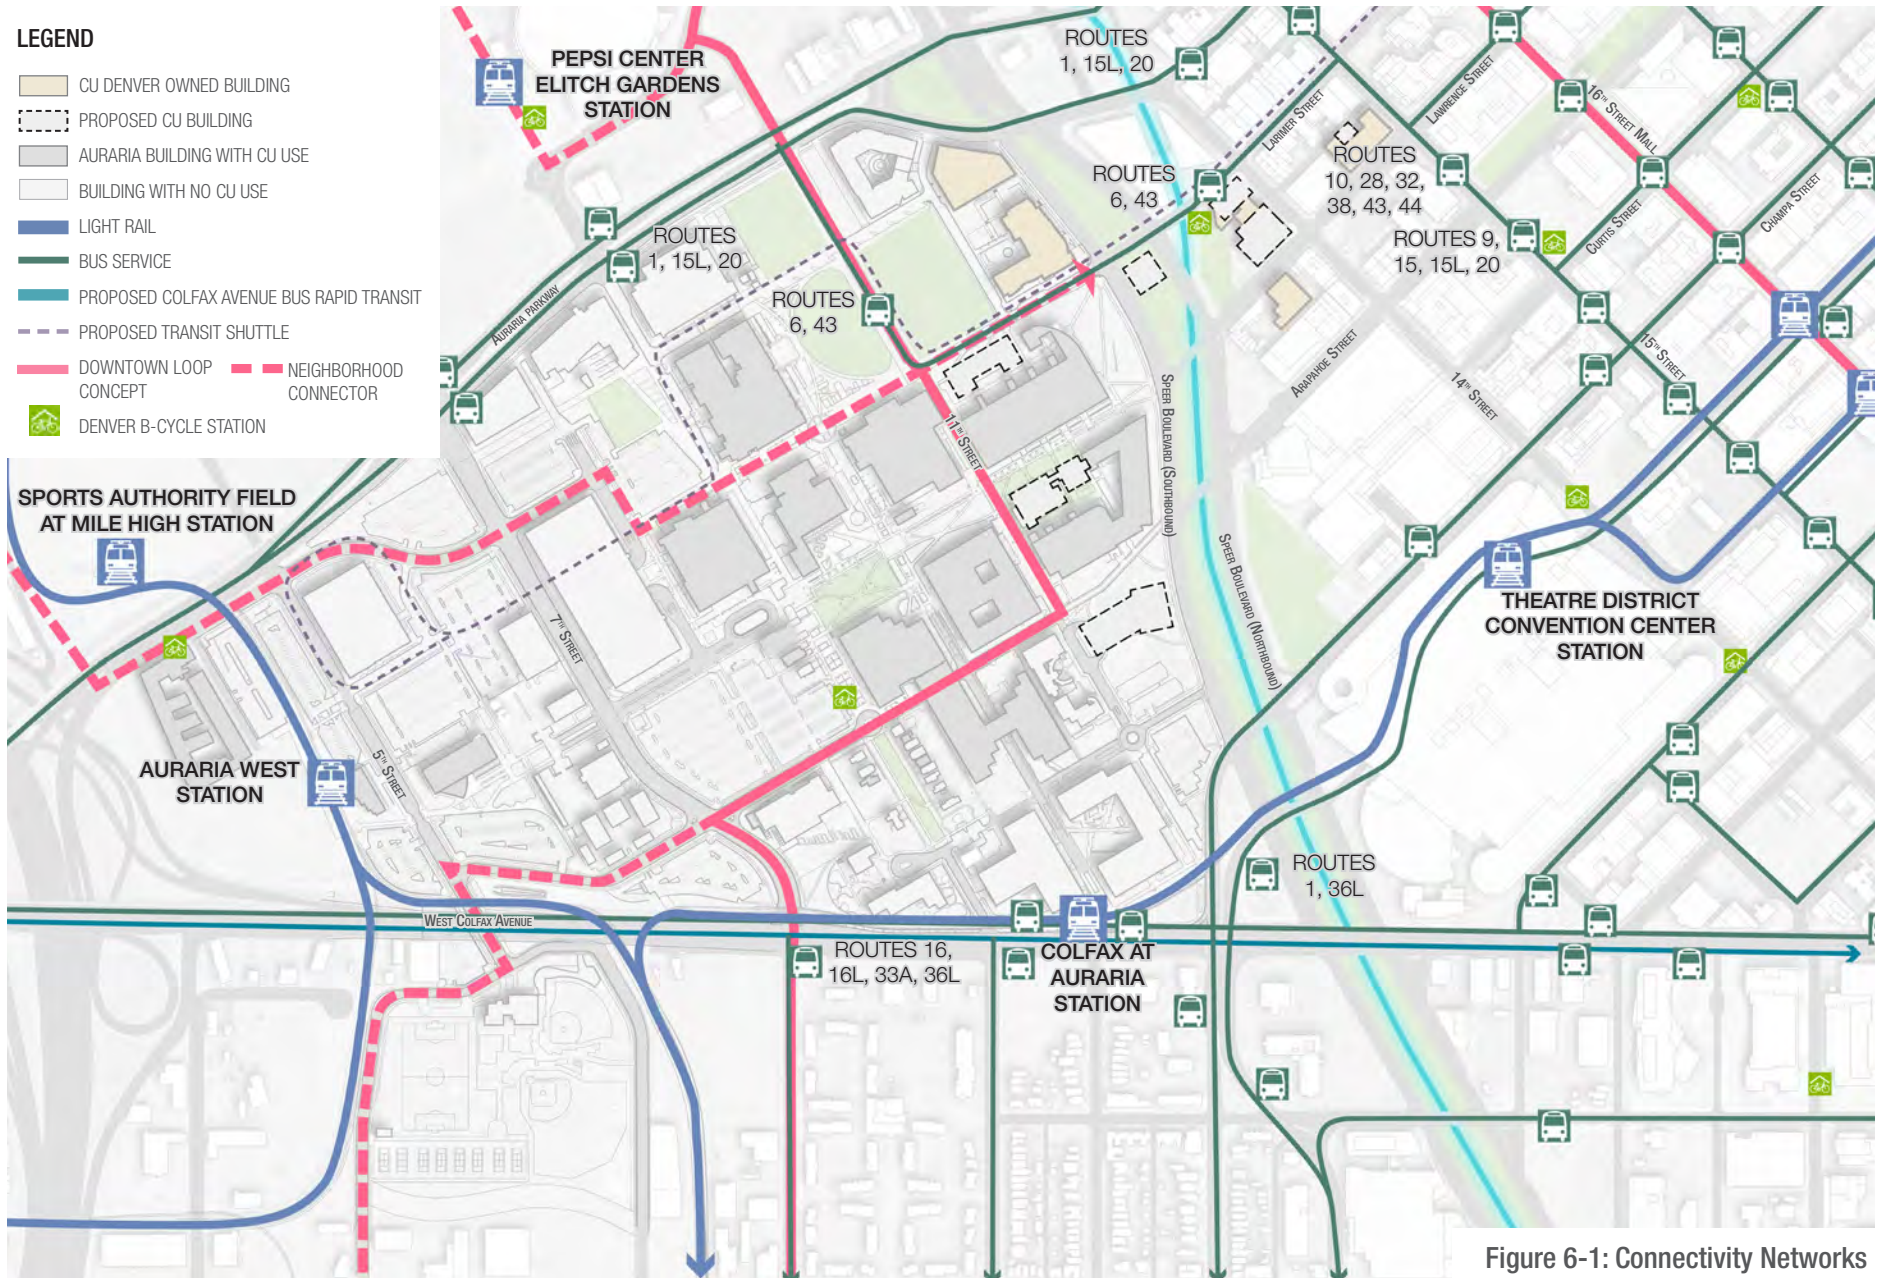 LEGEND
CU DENVER OWNED BUILDING
PROPOSED CU BUILDING
AURARIA BUILDING WITH CU USE
BUILDING WITH NO CU USE
LIGHT RAIL
BUS SERVICE
PROPOSED COLFAX AVENUE BUS RAPID TRANSIT
PROPOSED TRANSIT SHUTTLE
DOWNTOWN LOOP
CONCEPT
NEIGHBORHOOD
CONNECTOR
DENVER B-CYCLE STATION
PEPSI CENTER
ELITCH GARDENS
STATION
ROUTES
1, 15L, 20
ROUTES
6, 43
LARIMER STREET
ROUTES
10, 28, 32,
38, 43, 44
LAWRENCE STREET
16TH STREET MALL
CURTIS STREET
CHAMPA STREET
ROUTES 9,
15, 15L, 20
ROUTES
1, 15L, 20
AURARIA PARKWAY
ROUTES
6, 43
11TH STREET
ARAPAHOE STREET
14TH STREET
15TH STREET
SPEER BOULEVARD (SOUTHBOUND)
SPEER BOULEVARD (NORTHBOUND)
SPORTS AUTHORITY FIELD
AT MILE HIGH STATION
7TH STREET
THEATRE DISTRICT
CONVENTION CENTER
STATION
AURARIA WEST
STATION
5TH STREET
ROUTES
1, 36L
WEST COLFAX AVENUE
ROUTES 16,
16L, 33A, 36L
COLFAX AT
AURARIA
STATION
Figure 6-1: Connectivity Networks